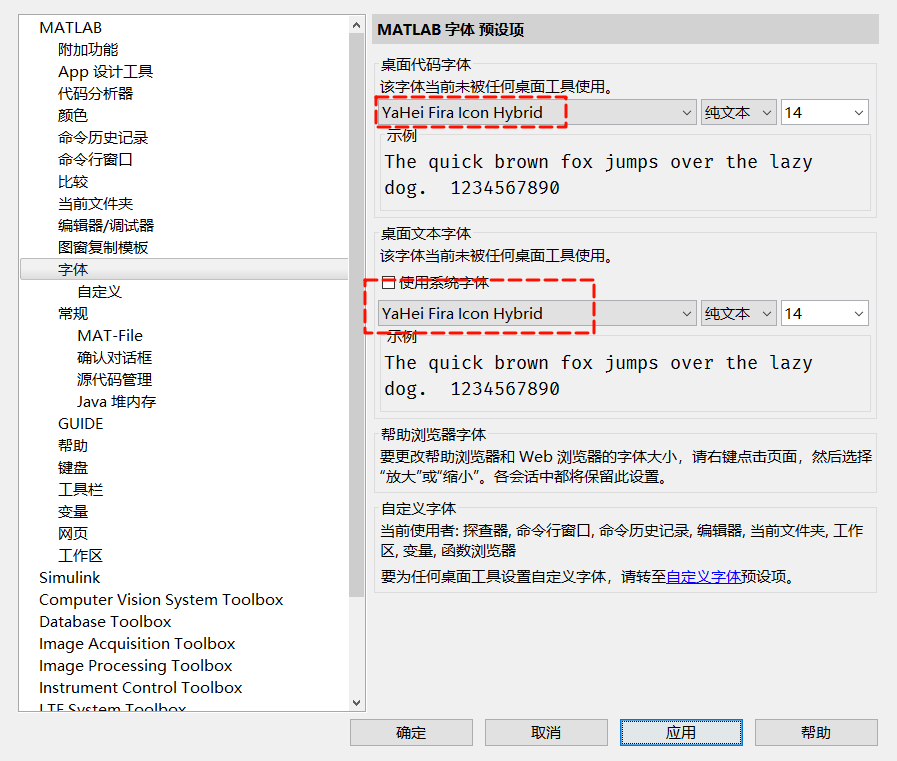 MATLAB
附加功能
App 设计工具
代码分析器
颜色
命令历史记录
命令行窗口
比较
当前文件夹
编辑器/调试器
图窗复制模板
字体
自定义
常规
MAT-File
确认对话框
源代码管理
Java 堆内存
GUIDE
帮助
键盘
工具栏
变量
网页
工作区
Simulink
Computer Vision System Toolbox
Database Toolbox
Image Acquisition Toolbox
Image Processing Toolbox
Instrument Control Toolbox
LTE System Toolbox
MATLAB 字体 预设项
桌面代码字体
该字体当前未被任何桌面工具使用。
YaHei Fira Icon Hybrid 纯文本 14
示例
The quick brown fox jumps over the lazy
dog.  1234567890
桌面文本字体
该字体当前未被任何桌面工具使用。
使用系统字体
YaHei Fira Icon Hybrid 纯文本 14
示例
The quick brown fox jumps over the lazy
dog.  1234567890
帮助浏览器字体
要更改帮助浏览器和 Web 浏览器的字体大小，请右键点击页面，然后选择
“放大”或“缩小”。各会话中都将保留此设置。
自定义字体
当前使用者: 探查器, 命令行窗口, 命令历史记录, 编辑器, 当前文件夹, 工作
区, 变量, 函数浏览器
要为任何桌面工具设置自定义字体，请转至自定义字体预设项。
确定 取消 应用 帮助